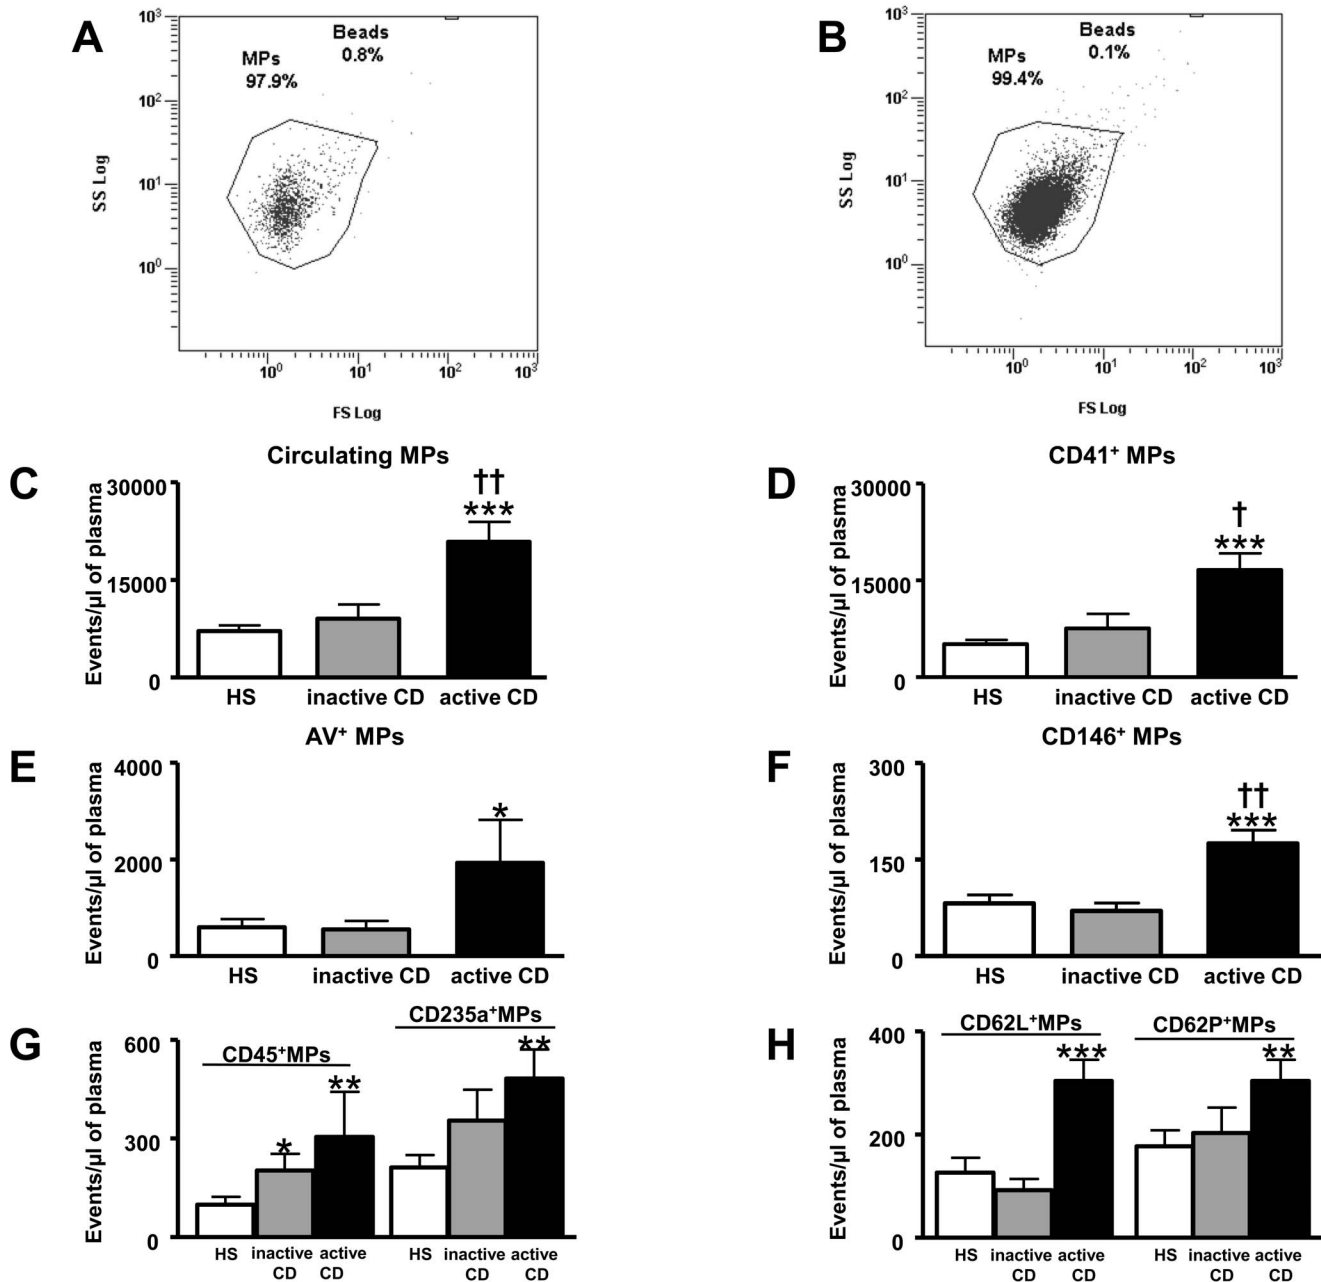 A
10³
10²
10¹
10⁰
SS Log
Beads
0.8%
MPs
97.9%
10⁰
10¹
10²
10³
FS Log
B
10³
10²
10¹
10⁰
SS Log
Beads
0.1%
MPs
99.4%
10⁰
10¹
10²
10³
FS Log
C
Circulating MPs
Events/µl of plasma
30000
15000
0
††
***
HS
inactive CD
active CD
D
CD41⁺ MPs
Events/µl of plasma
30000
15000
0
†
***
HS
inactive CD
active CD
E
AV⁺ MPs
Events/µl of plasma
4000
2000
0
*
HS
inactive CD
active CD
F
CD146⁺ MPs
Events/µl of plasma
300
150
0
††
***
HS
inactive CD
active CD
G
Events/µl of plasma
600
300
0
CD45⁺MPs
*
**
CD235a⁺MPs
**
HS
inactive
CD
active
CD
HS
inactive
CD
active
CD
H
Events/µl of plasma
400
200
0
CD62L⁺MPs
***
CD62P⁺MPs
**
HS
inactive
CD
active
CD
HS
inactive
CD
active
CD